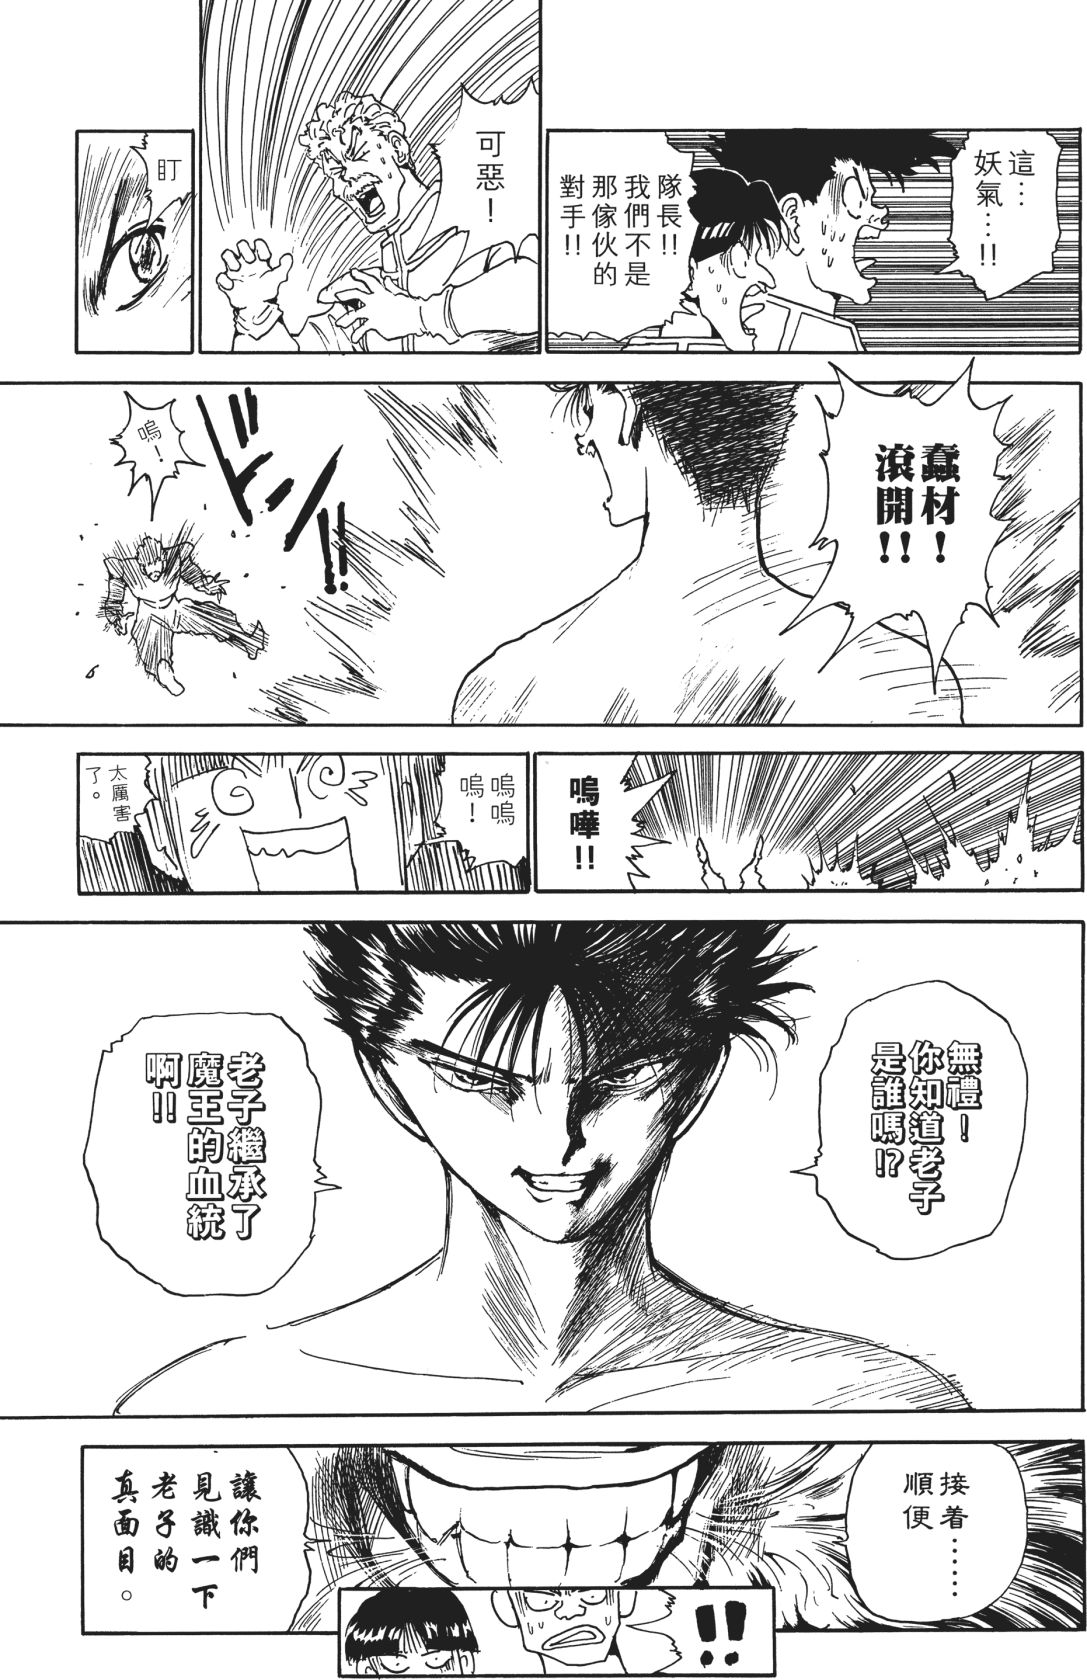 這…
妖氣…!!
隊長!!
我們不是
那傢伙的
對手!!
可惡！
盯
蠢材！
滾開!!
ドン!!
嗚！
嗚嘩!!
嗚嗚
嗚！
太厲害
了。
無禮！
你知道老子
是誰嗎!?
老子繼承了
魔王的血統
啊!!
接着……
順便
讓你們
見識一下
老子的
真面目。
!!